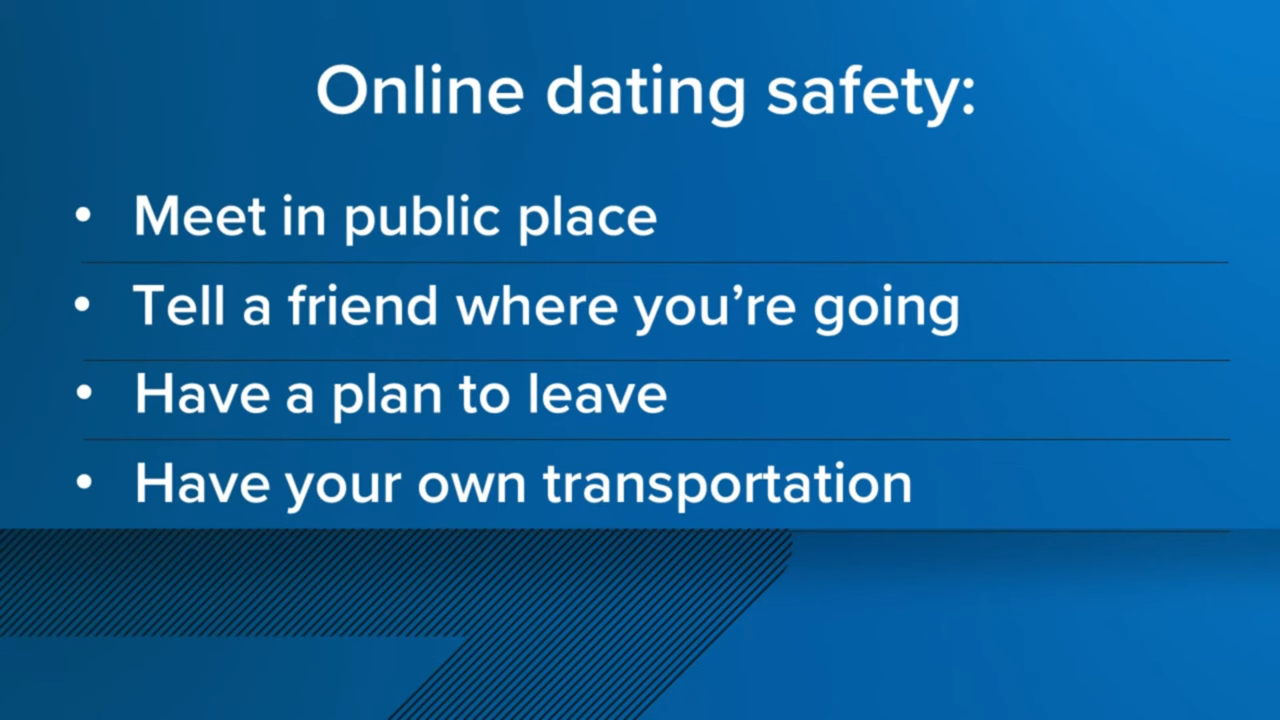 Online dating safety:
• Meet in public place
• Tell a friend where you’re going
• Have a plan to leave
• Have your own transportation